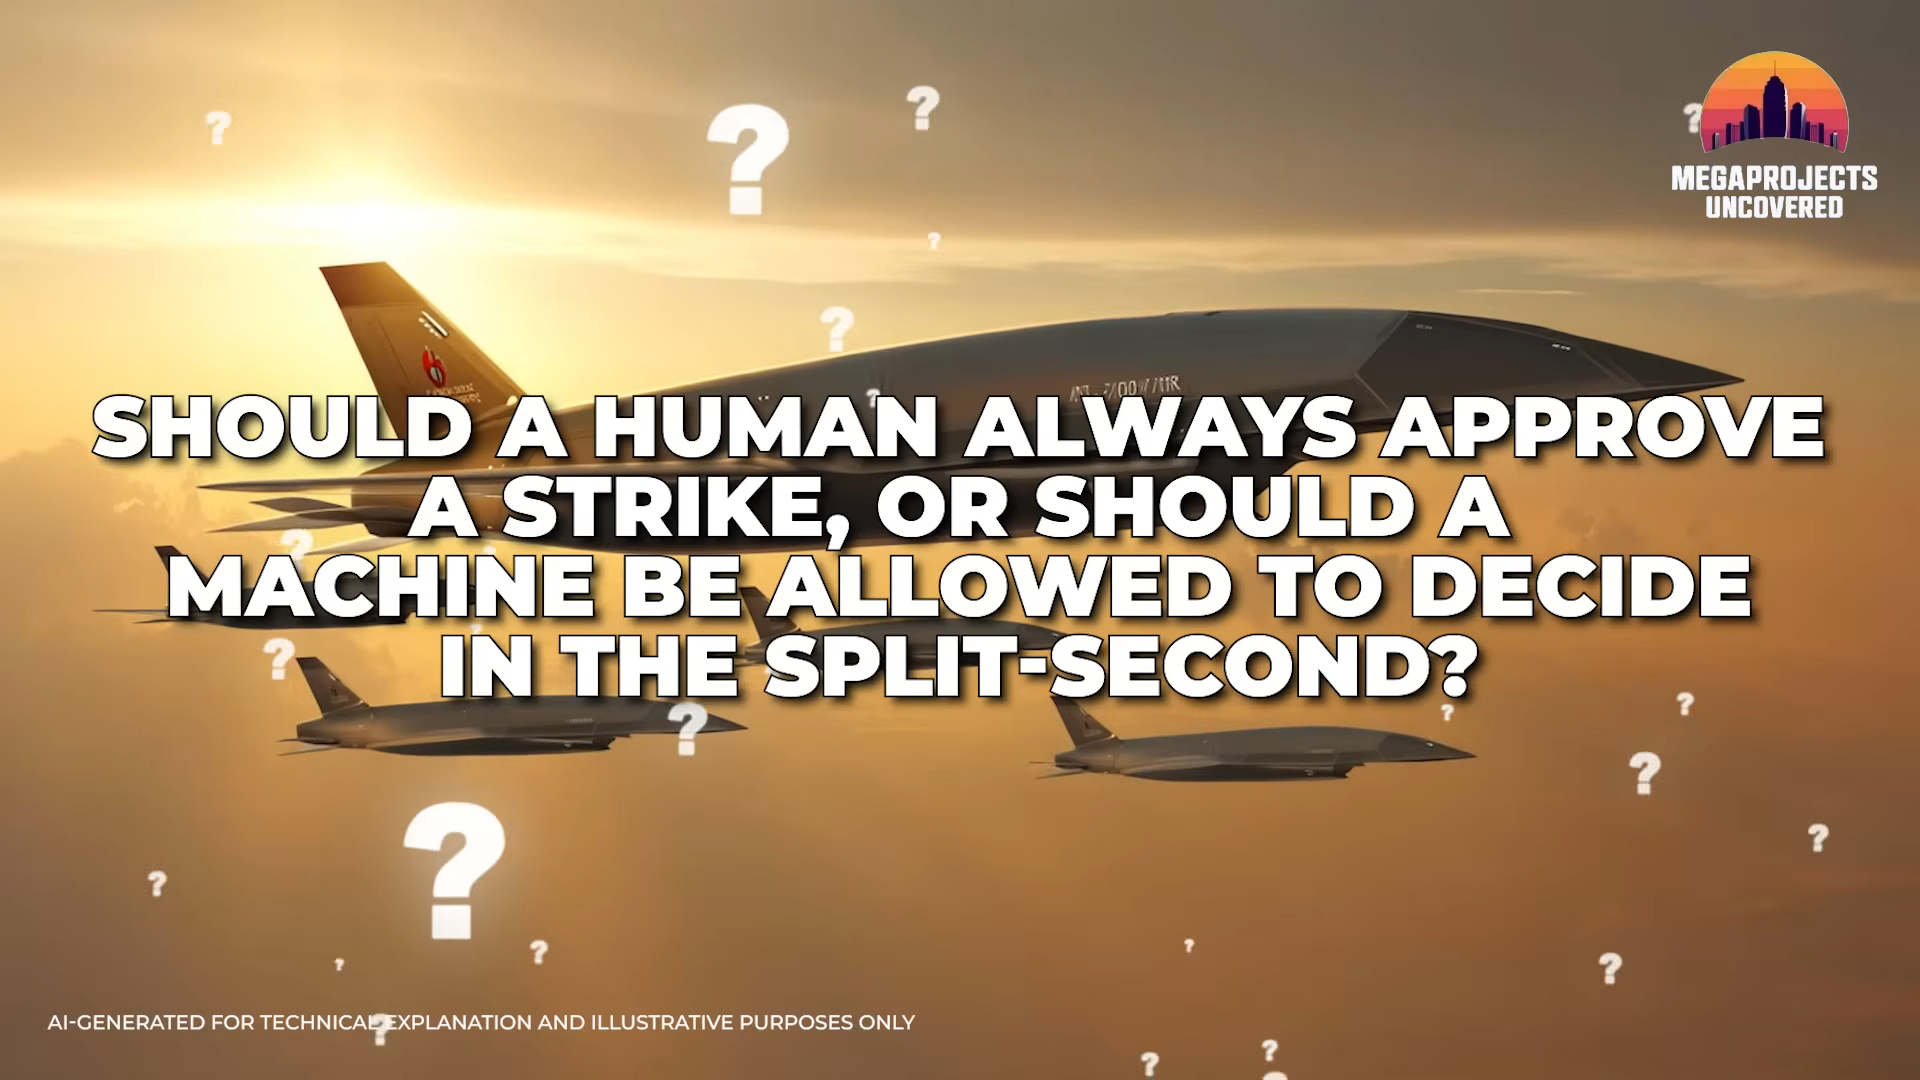 MEGAPROJECTS
UNCOVERED
SHOULD A HUMAN ALWAYS APPROVE
A STRIKE, OR SHOULD A
MACHINE BE ALLOWED TO DECIDE
IN THE SPLIT-SECOND?
AI-GENERATED FOR TECHNICAL EXPLANATION AND ILLUSTRATIVE PURPOSES ONLY